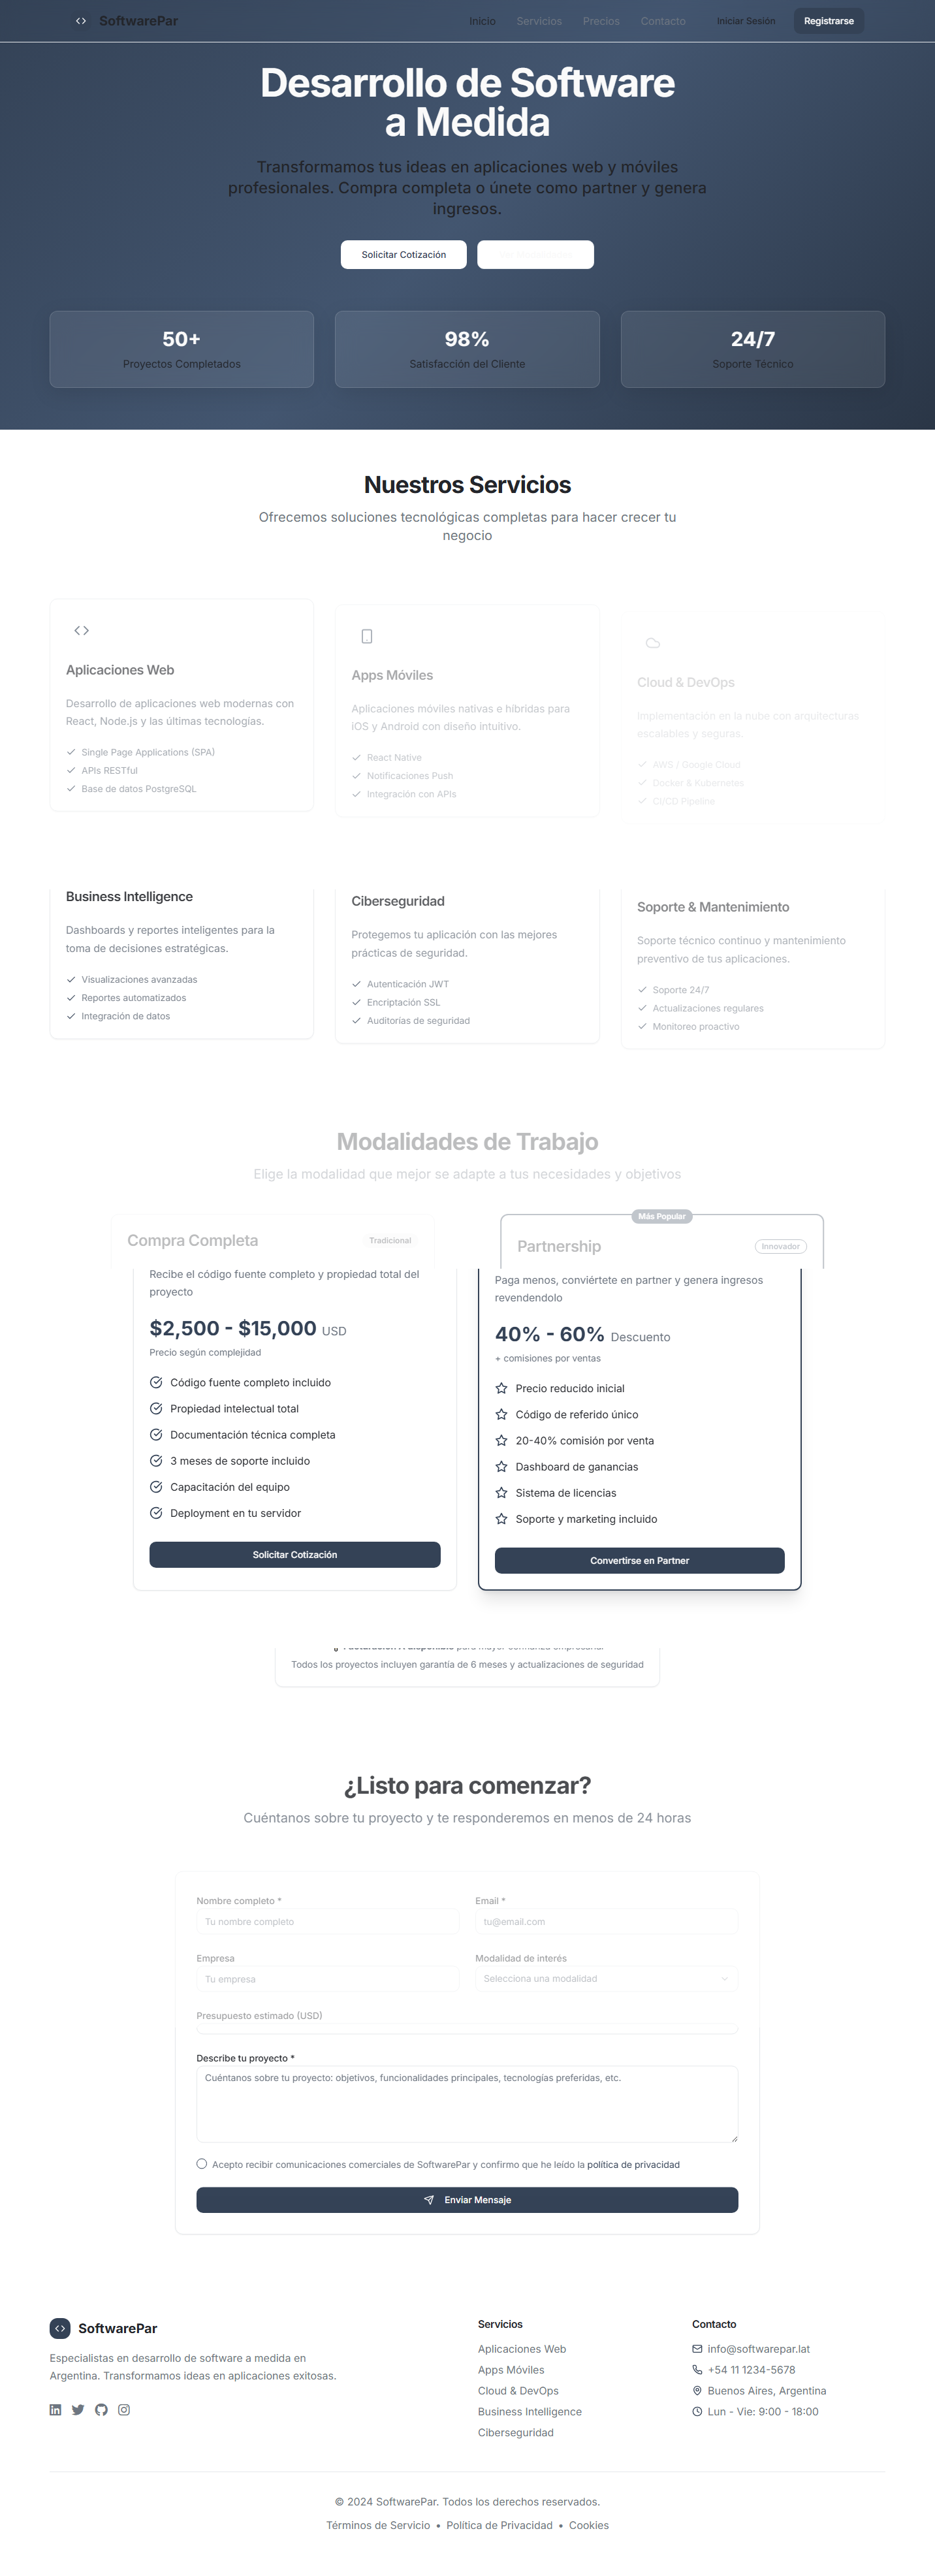 SoftwarePar
Inicio
Servicios
Precios
Contacto
Iniciar Sesión
Registrarse
Desarrollo de Software
a Medida
Transformamos tus ideas en aplicaciones web y móviles
profesionales. Compra completa o únete como partner y genera
ingresos.
Solicitar Cotización
50+
Proyectos Completados
98%
Satisfacción del Cliente
24/7
Soporte Técnico
Nuestros Servicios
Ofrecemos soluciones tecnológicas completas para hacer crecer tu
negocio
Aplicaciones Web
Desarrollo de aplicaciones web modernas con
React, Node.js y las últimas tecnologías.
Single Page Applications (SPA)
APIs RESTful
Base de datos PostgreSQL
Apps Móviles
Aplicaciones móviles nativas e híbridas para
iOS y Android con diseño intuitivo.
React Native
Notificaciones Push
Integración con APIs
Cloud & DevOps
Implementación en la nube con arquitecturas
escalables y seguras.
AWS / Google Cloud
Docker & Kubernetes
CI/CD Pipeline
Business Intelligence
Dashboards y reportes inteligentes para la
toma de decisiones estratégicas.
Visualizaciones avanzadas
Reportes automatizados
Integración de datos
Ciberseguridad
Protegemos tu aplicación con las mejores
prácticas de seguridad.
Autenticación JWT
Encriptación SSL
Auditorías de seguridad
Soporte & Mantenimiento
Soporte técnico continuo y mantenimiento
preventivo de tus aplicaciones.
Soporte 24/7
Actualizaciones regulares
Monitoreo proactivo
Modalidades de Trabajo
Elige la modalidad que mejor se adapte a tus necesidades y objetivos
Compra Completa
Tradicional
Recibe el código fuente completo y propiedad total del
proyecto
$2,500 - $15,000 USD
Precio según complejidad
Código fuente completo incluido
Propiedad intelectual total
Documentación técnica completa
3 meses de soporte incluido
Capacitación del equipo
Deployment en tu servidor
Solicitar Cotización
Más Popular
Partnership
Innovador
Paga menos, conviértete en partner y genera ingresos
revendendolo
40% - 60% Descuento
+ comisiones por ventas
Precio reducido inicial
Código de referido único
20-40% comisión por venta
Dashboard de ganancias
Sistema de licencias
Soporte y marketing incluido
Convertirse en Partner
Todos los proyectos incluyen garantía de 6 meses y actualizaciones de seguridad
¿Listo para comenzar?
Cuéntanos sobre tu proyecto y te responderemos en menos de 24 horas
Nombre completo *
Tu nombre completo
Email *
tu@email.com
Empresa
Tu empresa
Modalidad de interés
Selecciona una modalidad
Presupuesto estimado (USD)
Describe tu proyecto *
Cuéntanos sobre tu proyecto: objetivos, funcionalidades principales, tecnologías preferidas, etc.
Acepto recibir comunicaciones comerciales de SoftwarePar y confirmo que he leído la política de privacidad
Enviar Mensaje
SoftwarePar
Especialistas en desarrollo de software a medida en
Argentina. Transformamos ideas en aplicaciones exitosas.
Servicios
Aplicaciones Web
Apps Móviles
Cloud & DevOps
Business Intelligence
Ciberseguridad
Contacto
info@softwarepar.lat
+54 11 1234-5678
Buenos Aires, Argentina
Lun - Vie: 9:00 - 18:00
© 2024 SoftwarePar. Todos los derechos reservados.
Términos de Servicio • Política de Privacidad • Cookies